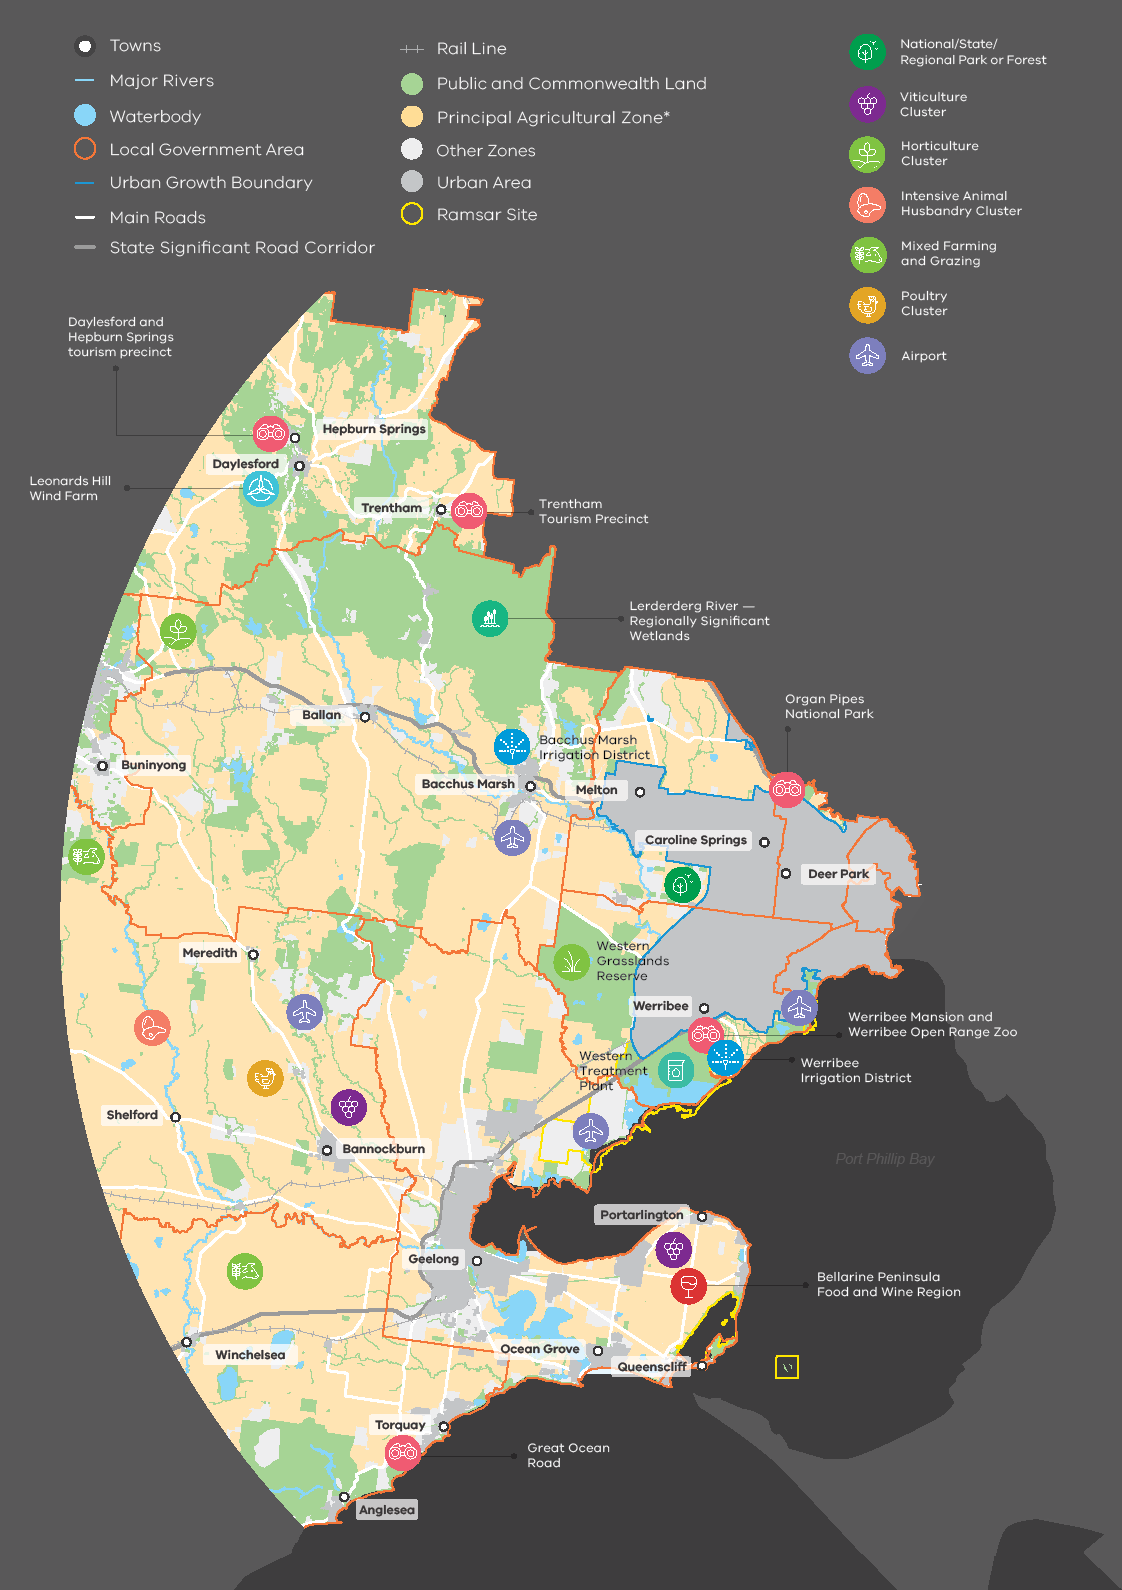 Towns
Major Rivers
Waterbody
Local Government Area
Urban Growth Boundary
Main Roads
State Significant Road Corridor
Rail Line
Public and Commonwealth Land
Principal Agricultural Zone*
Other Zones
Urban Area
Ramsar Site
National/State/
Regional Park or Forest
Viticulture
Cluster
Horticulture
Cluster
Intensive Animal
Husbandry Cluster
Mixed Farming
and Grazing
Poultry
Cluster
Airport
Daylesford and
Hepburn Springs
tourism precinct
Hepburn Springs
Daylesford
Leonards Hill
Wind Farm
Trentham
Trentham
Tourism Precinct
Lerderderg River —
Regionally Significant
Wetlands
Organ Pipes
National Park
Ballan
Bacchus Marsh
Irrigation District
Buninyong
Bacchus Marsh
Melton
Caroline Springs
Deer Park
Meredith
Western
Grasslands
Reserve
Werribee
Werribee Mansion and
Werribee Open Range Zoo
Western
Treatment
Plant
Werribee
Irrigation District
Shelford
Bannockburn
Port Phillip Bay
Portarlington
Geelong
Bellarine Peninsula
Food and Wine Region
Winchelsea
Ocean Grove
Queenscliff
Torquay
Great Ocean
Road
Anglesea